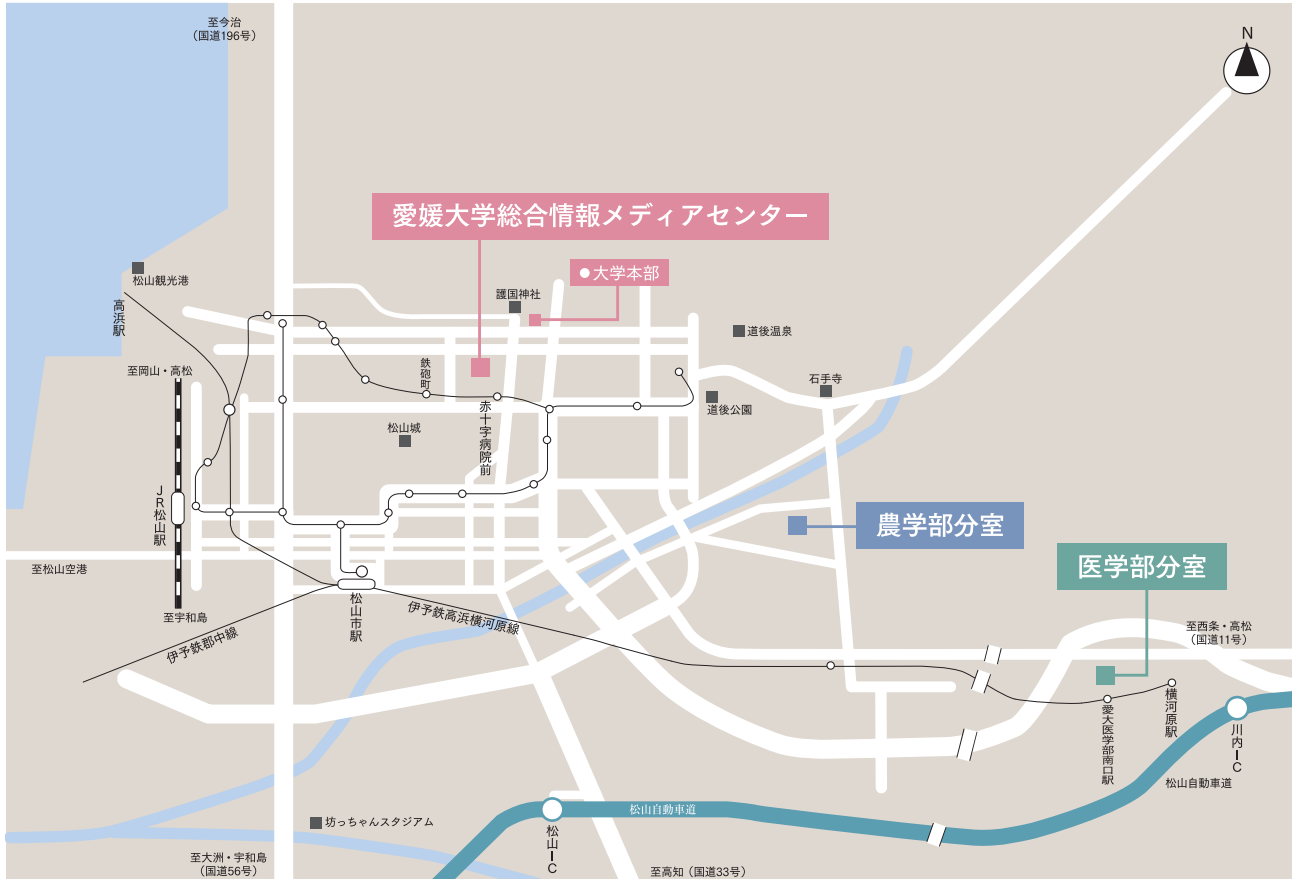 至今治
（国道196号）
N
愛媛大学総合情報メディアセンター
●大学本部
松山観光港
護国神社
高浜駅
道後温泉
至岡山・高松
鉄砲町
石手寺
道後公園
赤十字病院前
松山城
JR松山駅
農学部分室
医学部分室
至松山空港
松山市駅
至宇和島
伊予鉄高浜横河原線
伊予鉄郡中線
至西条・高松
（国道11号）
横河原駅
愛大医学部南口駅
川内IC
松山自動車道
松山自動車道
坊っちゃんスタジアム
松山IC
至大洲・宇和島
（国道56号）
至高知（国道33号）